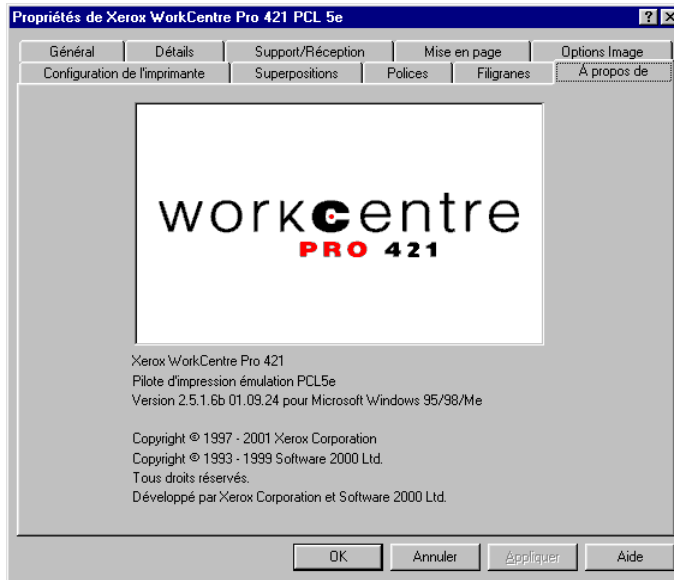 Propriétés de Xerox WorkCentre Pro 421 PCL 5e
Général Détails Support/Réception Mise en page Options Image
Configuration de l'imprimante Superpositions Polices Filigranes À propos de
workcentre
PRO 421
Xerox WorkCentre Pro 421
Pilote d'impression émulation PCL5e
Version 2.5.1.6b 01.09.24 pour Microsoft Windows 95/98/Me
Copyright © 1997 - 2001 Xerox Corporation
Copyright © 1993 - 1999 Software 2000 Ltd.
Tous droits réservés.
Développé par Xerox Corporation et Software 2000 Ltd.
OK Annuler Appliquer Aide